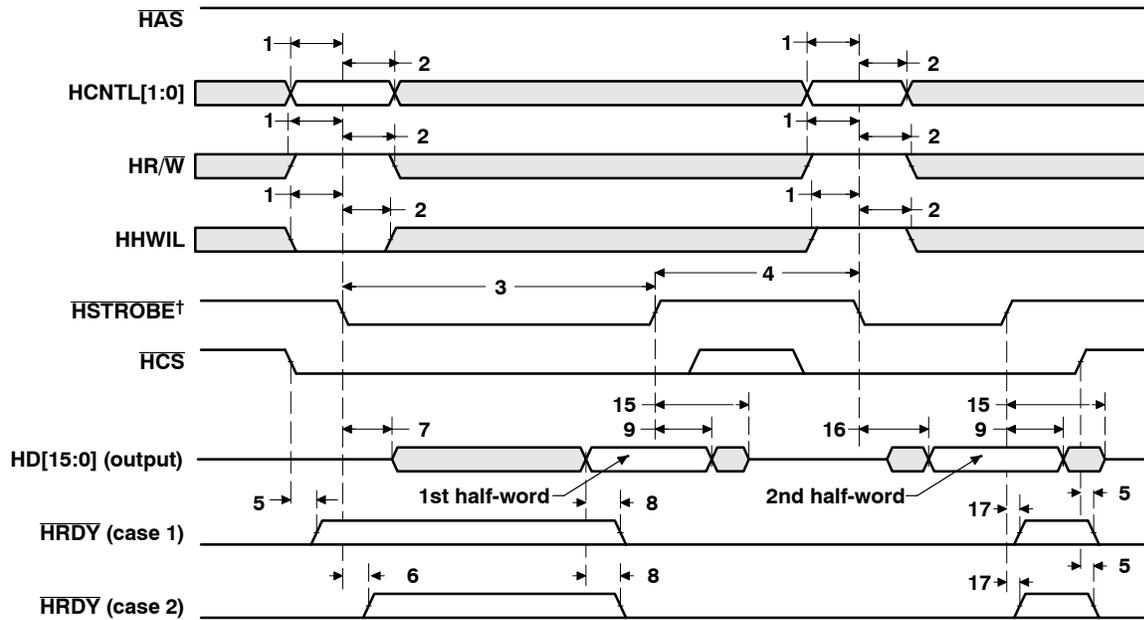 HAS
1
1
2
2
HCNTL[1:0]
1
1
2
2
HR/W
1
1
2
2
HHWIL
4
3
HSTROBE†
HCS
15
15
7
9
16
9
HD[15:0] (output)
1st half-word
2nd half-word
5
8
17
5
HRDY (case 1)
6
8
17
5
HRDY (case 2)